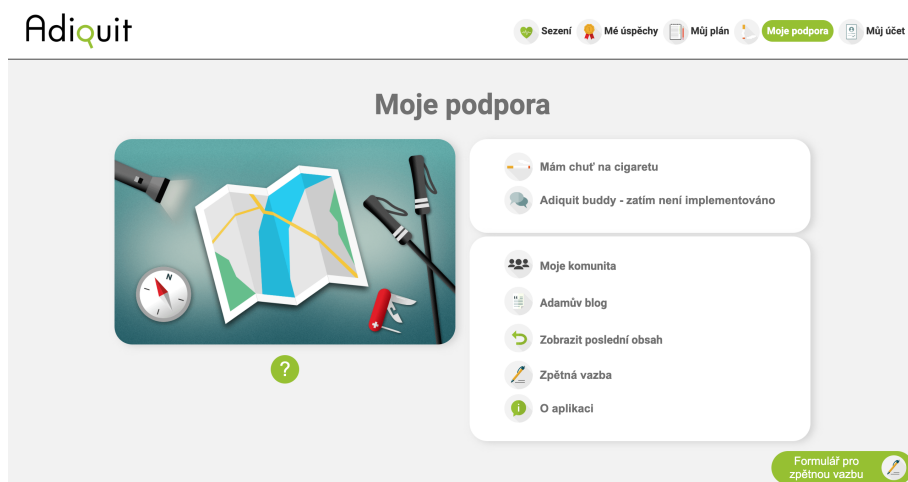 Adiquit
Sezení
Mé úspěchy
Můj plán
Moje podpora
Můj účet
Moje podpora
N
Mám chuť na cigaretu
Adiquit buddy - zatím není implementováno
Moje komunita
Adamův blog
Zobrazit poslední obsah
Zpětná vazba
O aplikaci
?
Formulář pro
zpětnou vazbu